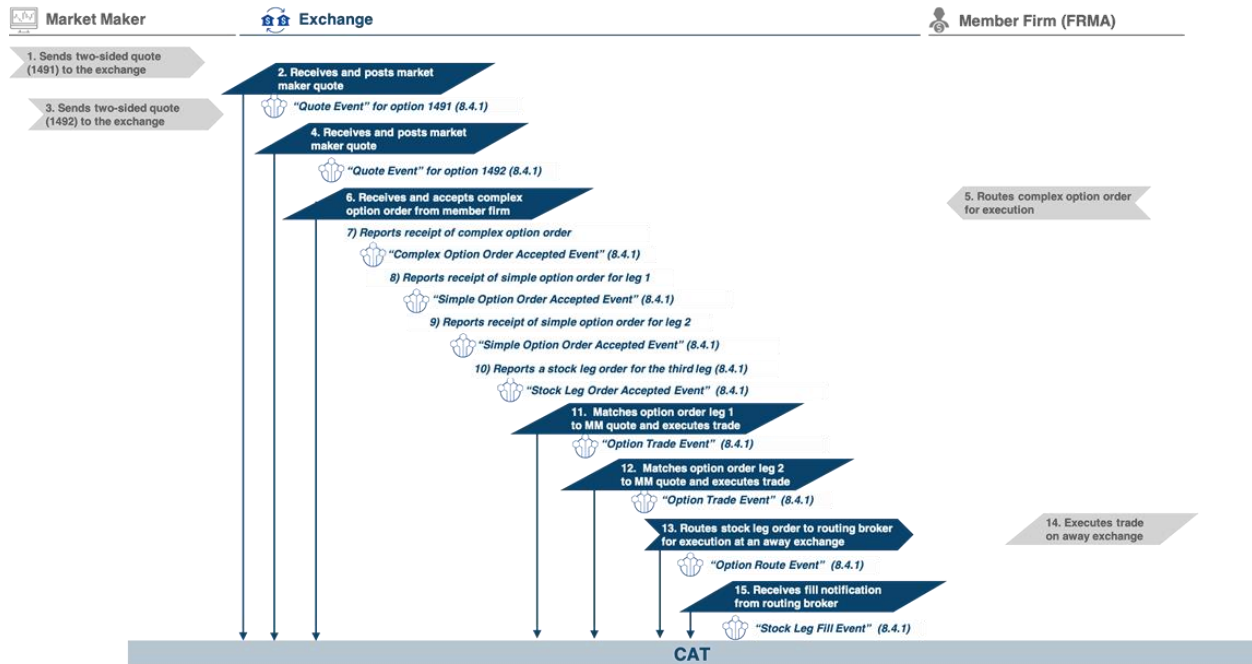 Market Maker
Exchange
Member Firm (FRMA)
1. Sends two-sided quote
(1491) to the exchange
2. Receives and posts market
maker quote
"Quote Event" for option 1491 (8.4.1)
3. Sends two-sided quote
(1492) to the exchange
4. Receives and posts market
maker quote
"Quote Event" for option 1492 (8.4.1)
5. Routes complex option order
for execution
6. Receives and accepts complex
option order from member firm
7) Reports receipt of complex option order
"Complex Option Order Accepted Event" (8.4.1)
8) Reports receipt of simple option order for leg 1
"Simple Option Order Accepted Event" (8.4.1)
9) Reports receipt of simple option order for leg 2
"Simple Option Order Accepted Event" (8.4.1)
10) Reports a stock leg order for the third leg (8.4.1)
"Stock Leg Order Accepted Event" (8.4.1)
11. Matches option order leg 1
to MM quote and executes trade
"Option Trade Event" (8.4.1)
12. Matches option order leg 2
to MM quote and executes trade
"Option Trade Event" (8.4.1)
13. Routes stock leg order to routing broker
for execution at an away exchange
"Option Route Event" (8.4.1)
14. Executes trade
on away exchange
15. Receives fill notification
from routing broker
"Stock Leg Fill Event" (8.4.1)
CAT